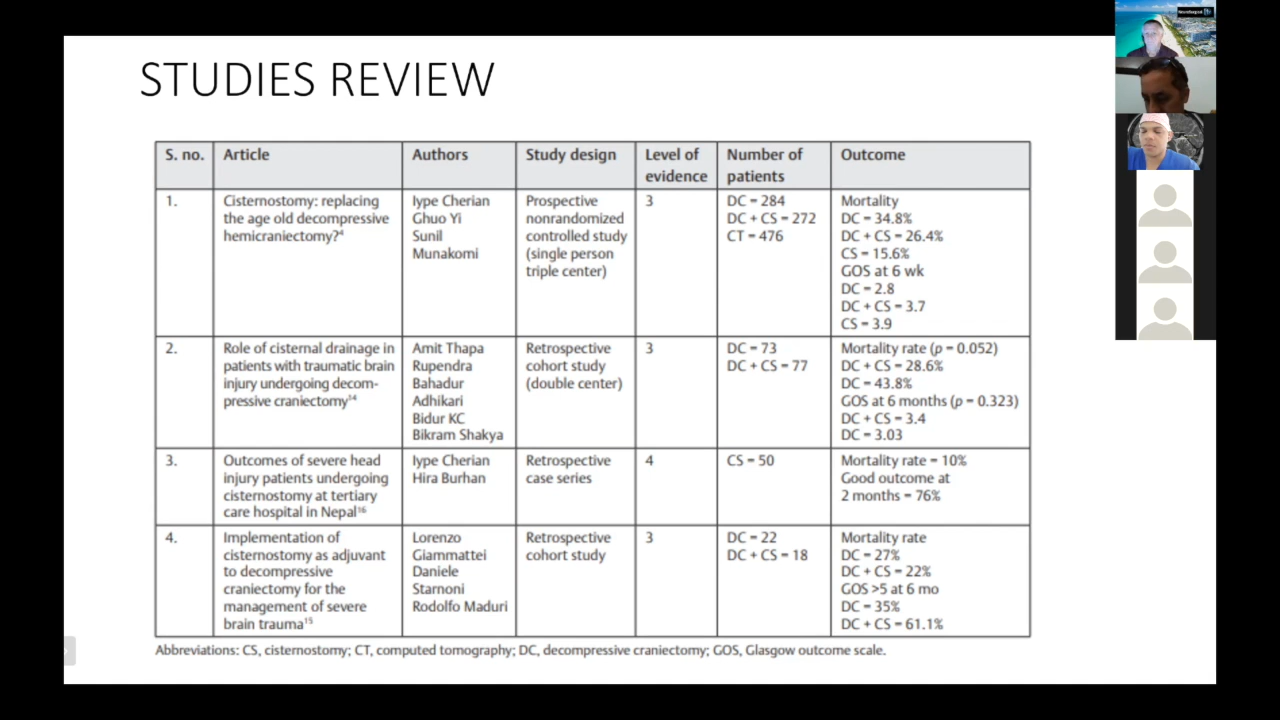 STUDIES REVIEW
S. no. Article Authors Study design Level of evidence Number of patients Outcome
1. Cisternostomy: replacing the age old decompressive hemicraniectomy?⁴
Iype Cherian
Ghuo Yi
Sunil
Munakomi
Prospective
nonrandomized
controlled study
(single person
triple center)
3
DC = 284
DC + CS = 272
CT = 476
Mortality
DC = 34.8%
DC + CS = 26.4%
CS = 15.6%
GOS at 6 wk
DC = 2.8
DC + CS = 3.7
CS = 3.9
2.
Role of cisternal drainage in
patients with traumatic brain
injury undergoing decom-
pressive craniectomy¹⁴
Amit Thapa
Rupendra
Bahadur
Adhikari
Bidur KC
Bikram Shakya
Retrospective
cohort study
(double center)
3
DC = 73
DC + CS = 77
Mortality rate (p = 0.052)
DC + CS = 28.6%
DC = 43.8%
GOS at 6 months (p = 0.323)
DC + CS = 3.4
DC = 3.03
3.
Outcomes of severe head
injury patients undergoing
cisternostomy at tertiary
care hospital in Nepal¹⁶
Iype Cherian
Hira Burhan
Retrospective
case series
4
CS = 50
Mortality rate = 10%
Good outcome at
2 months = 76%
4.
Implementation of
cisternostomy as adjuvant
to decompressive
craniectomy for the
management of severe
brain trauma¹⁵
Lorenzo
Giammattei
Daniele
Starnoni
Rodolfo Maduri
Retrospective
cohort study
3
DC = 22
DC + CS = 18
Mortality rate
DC = 27%
DC + CS = 22%
GOS >5 at 6 mo
DC = 35%
DC + CS = 61.1%
Abbreviations: CS, cisternostomy; CT, computed tomography; DC, decompressive craniectomy; GOS, Glasgow outcome scale.